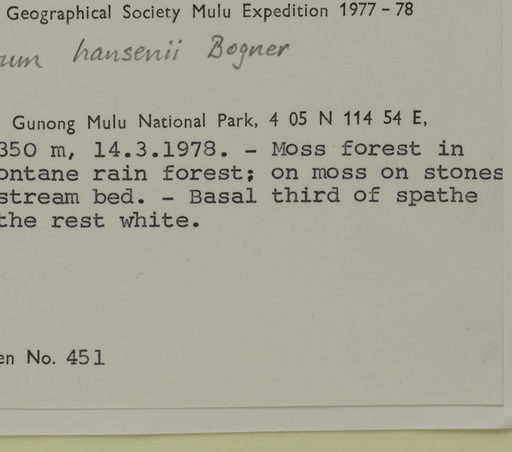 Geographical Society Mulu Expedition 1977-78
um hansenii Bogner
Gunong Mulu National Park, 4 05 N 114 54 E,
350 m, 14.3.1978. - Moss forest in
ontane rain forest; on moss on stones
stream bed. - Basal third of spathe
the rest white.
en No. 451